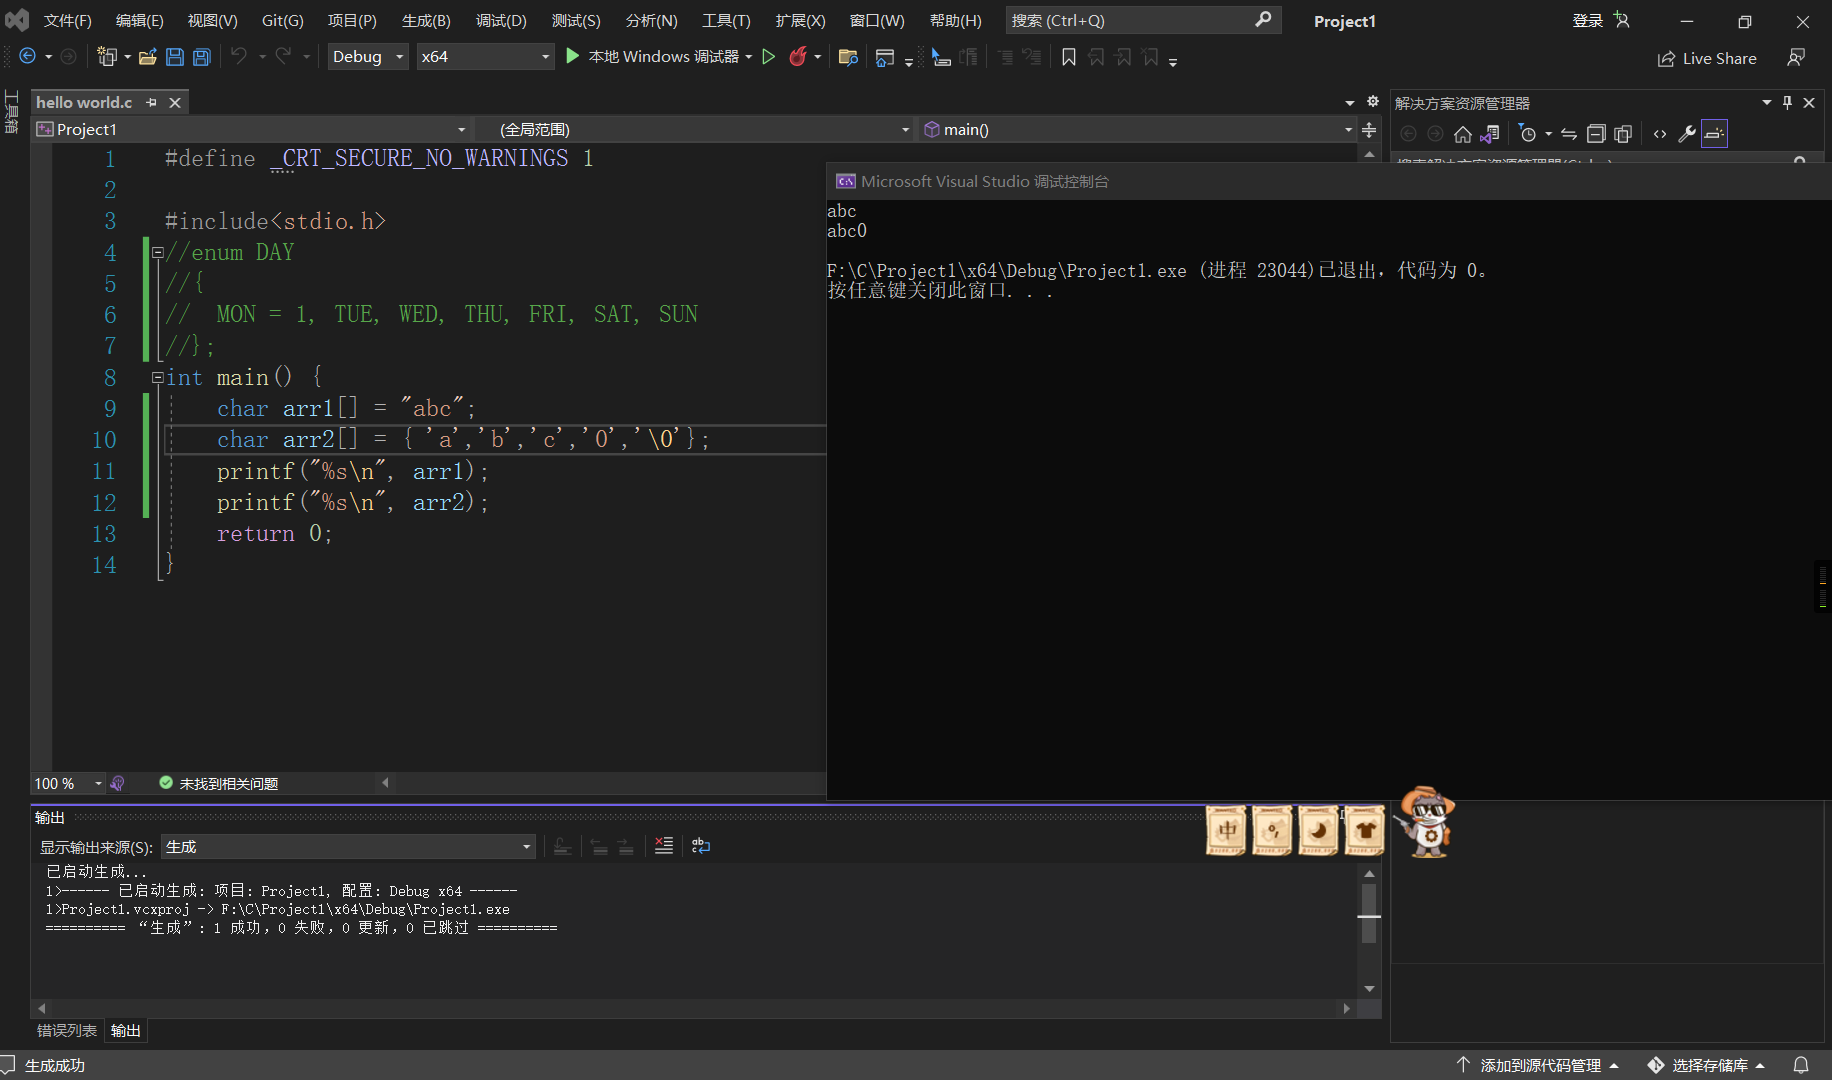 文件(F) 编辑(E) 视图(V) Git(G) 项目(P) 生成(B) 调试(D) 测试(S) 分析(N) 工具(T) 扩展(X) 窗口(W) 帮助(H) 搜索 (Ctrl+Q) Project1 登录
Debug x64 本地 Windows 调试器 Live Share
工具箱
hello world.c
Project1 (全局范围) main()
1 #define _CRT_SECURE_NO_WARNINGS 1
2
3 #include<stdio.h>
4 //enum DAY
5 //{
6 // MON = 1, TUE, WED, THU, FRI, SAT, SUN
7 //};
8 int main() {
9 char arr1[] = "abc";
10 char arr2[] = { 'a','b','c','0','\0'};
11 printf("%s\n", arr1);
12 printf("%s\n", arr2);
13 return 0;
14 }
解决方案资源管理器
Microsoft Visual Studio 调试控制台
abc
abc0
F:\C\Project1\x64\Debug\Project1.exe (进程 23044)已退出，代码为 0。
按任意键关闭此窗口. . .
100 % 未找到相关问题
输出
显示输出来源(S): 生成
已启动生成...
1>------ 已启动生成: 项目: Project1, 配置: Debug x64 ------
1>Project1.vcxproj -> F:\C\Project1\x64\Debug\Project1.exe
========== “生成”: 1 成功，0 失败，0 更新，0 已跳过 ==========
中
错误列表 输出
生成成功 添加到源代码管理 选择存储库